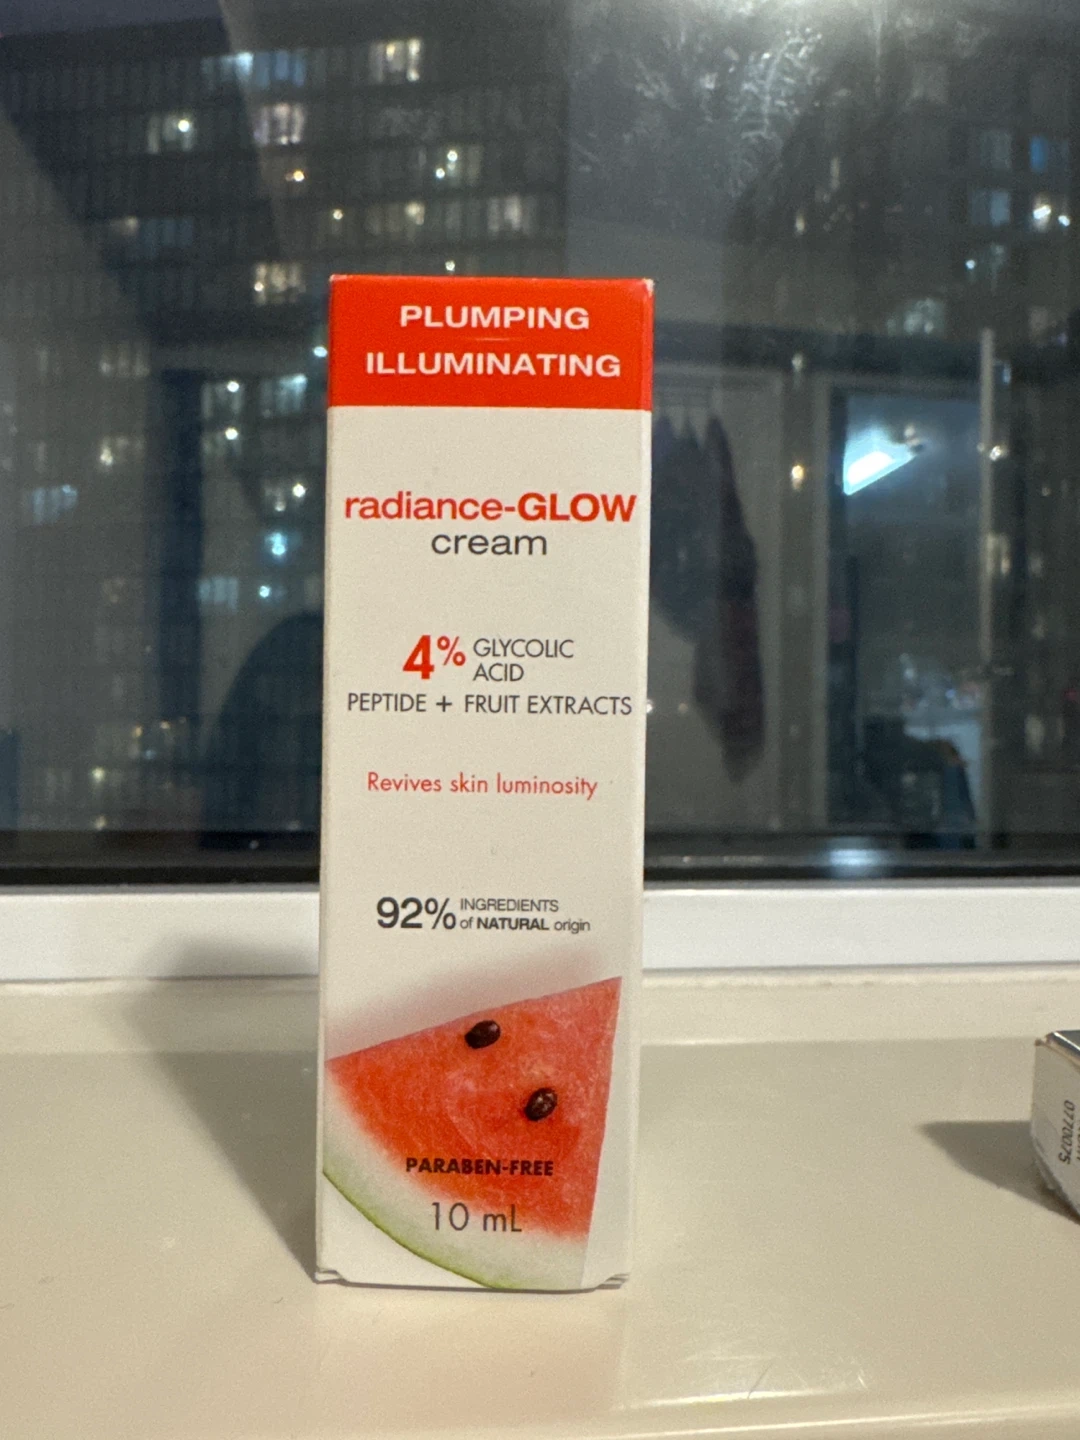 PLUMPING
ILLUMINATING
radiance-GLOW
cream
4% GLYCOLIC
ACID
PEPTIDE + FRUIT EXTRACTS
Revives skin luminosity
92% INGREDIENTS
of NATURAL origin
PARABEN-FREE
10 mL